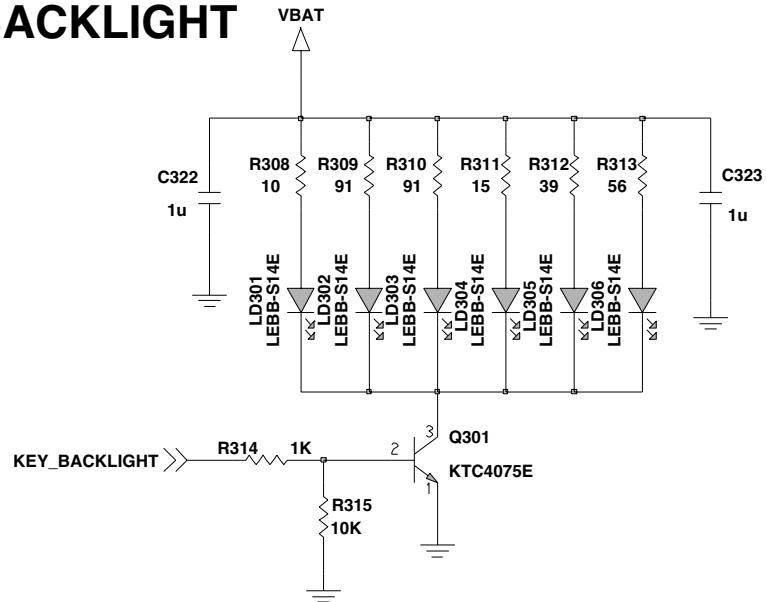 ACKLIGHT
VBAT
C322
1u
R308
10
R309
91
R310
91
R311
15
R312
39
R313
56
C323
1u
LD301
LEBB-S14E
LD302
LEBB-S14E
LD303
LEBB-S14E
LD304
LEBB-S14E
LD305
LEBB-S14E
LD306
LEBB-S14E
KEY_BACKLIGHT
R314 1K
2
3
1
Q301
KTC4075E
R315
10K